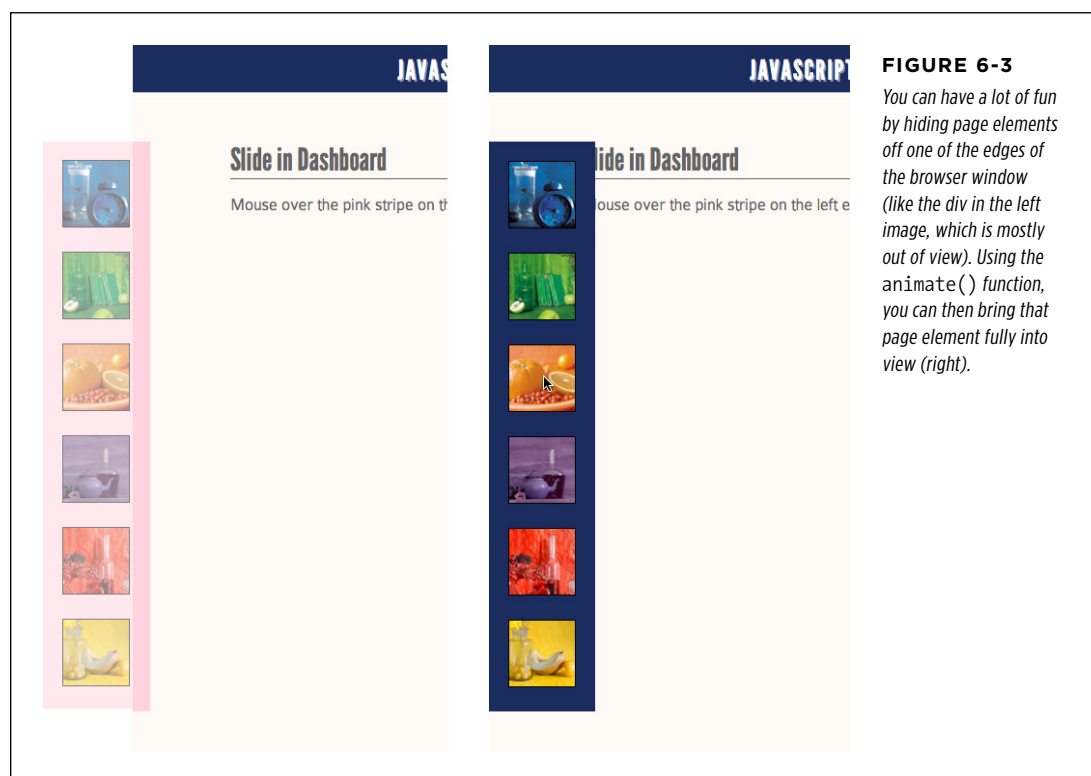 JAVAS
Slide in Dashboard
Mouse over the pink stripe on th
JAVASCRIPT
lide in Dashboard
ouse over the pink stripe on the left e
FIGURE 6-3
You can have a lot of fun
by hiding page elements
off one of the edges of
the browser window
(like the div in the left
image, which is mostly
out of view). Using the
animate() function,
you can then bring that
page element fully into
view (right).